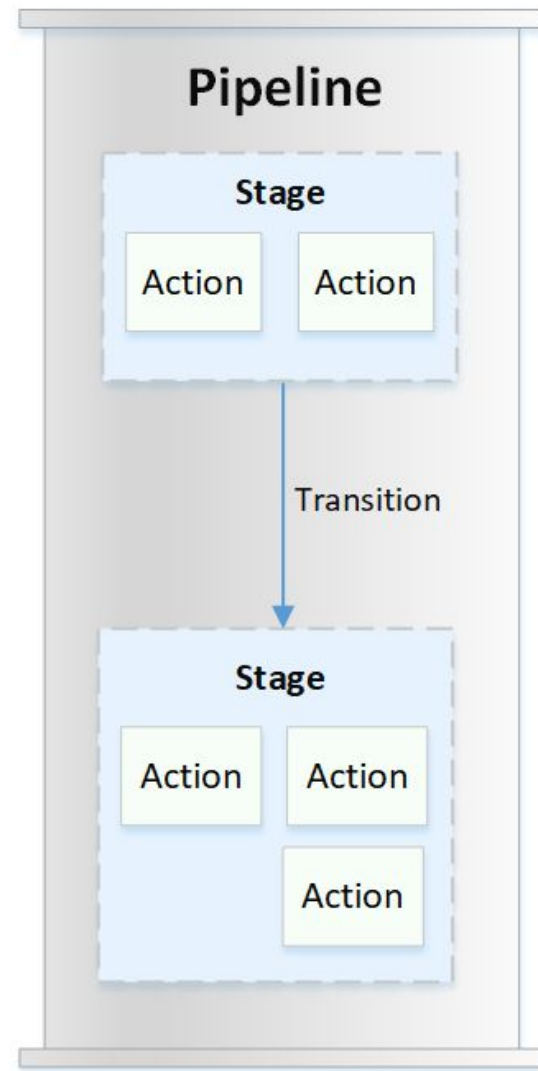 Pipeline
Stage
Action Action
Transition
Stage
Action Action
Action